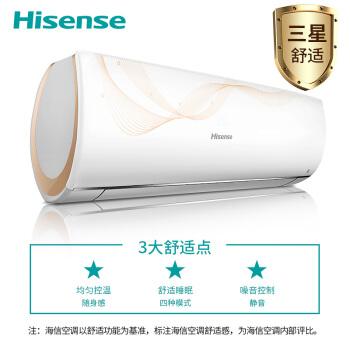 Hisense
三星
舒适
Hisense
3大舒适点
均匀控温
随身感
舒适睡眠
四种模式
噪音控制
静音
注：海信空调以舒适功能为基准，标注海信空调舒适感，为海信空调内部评比。